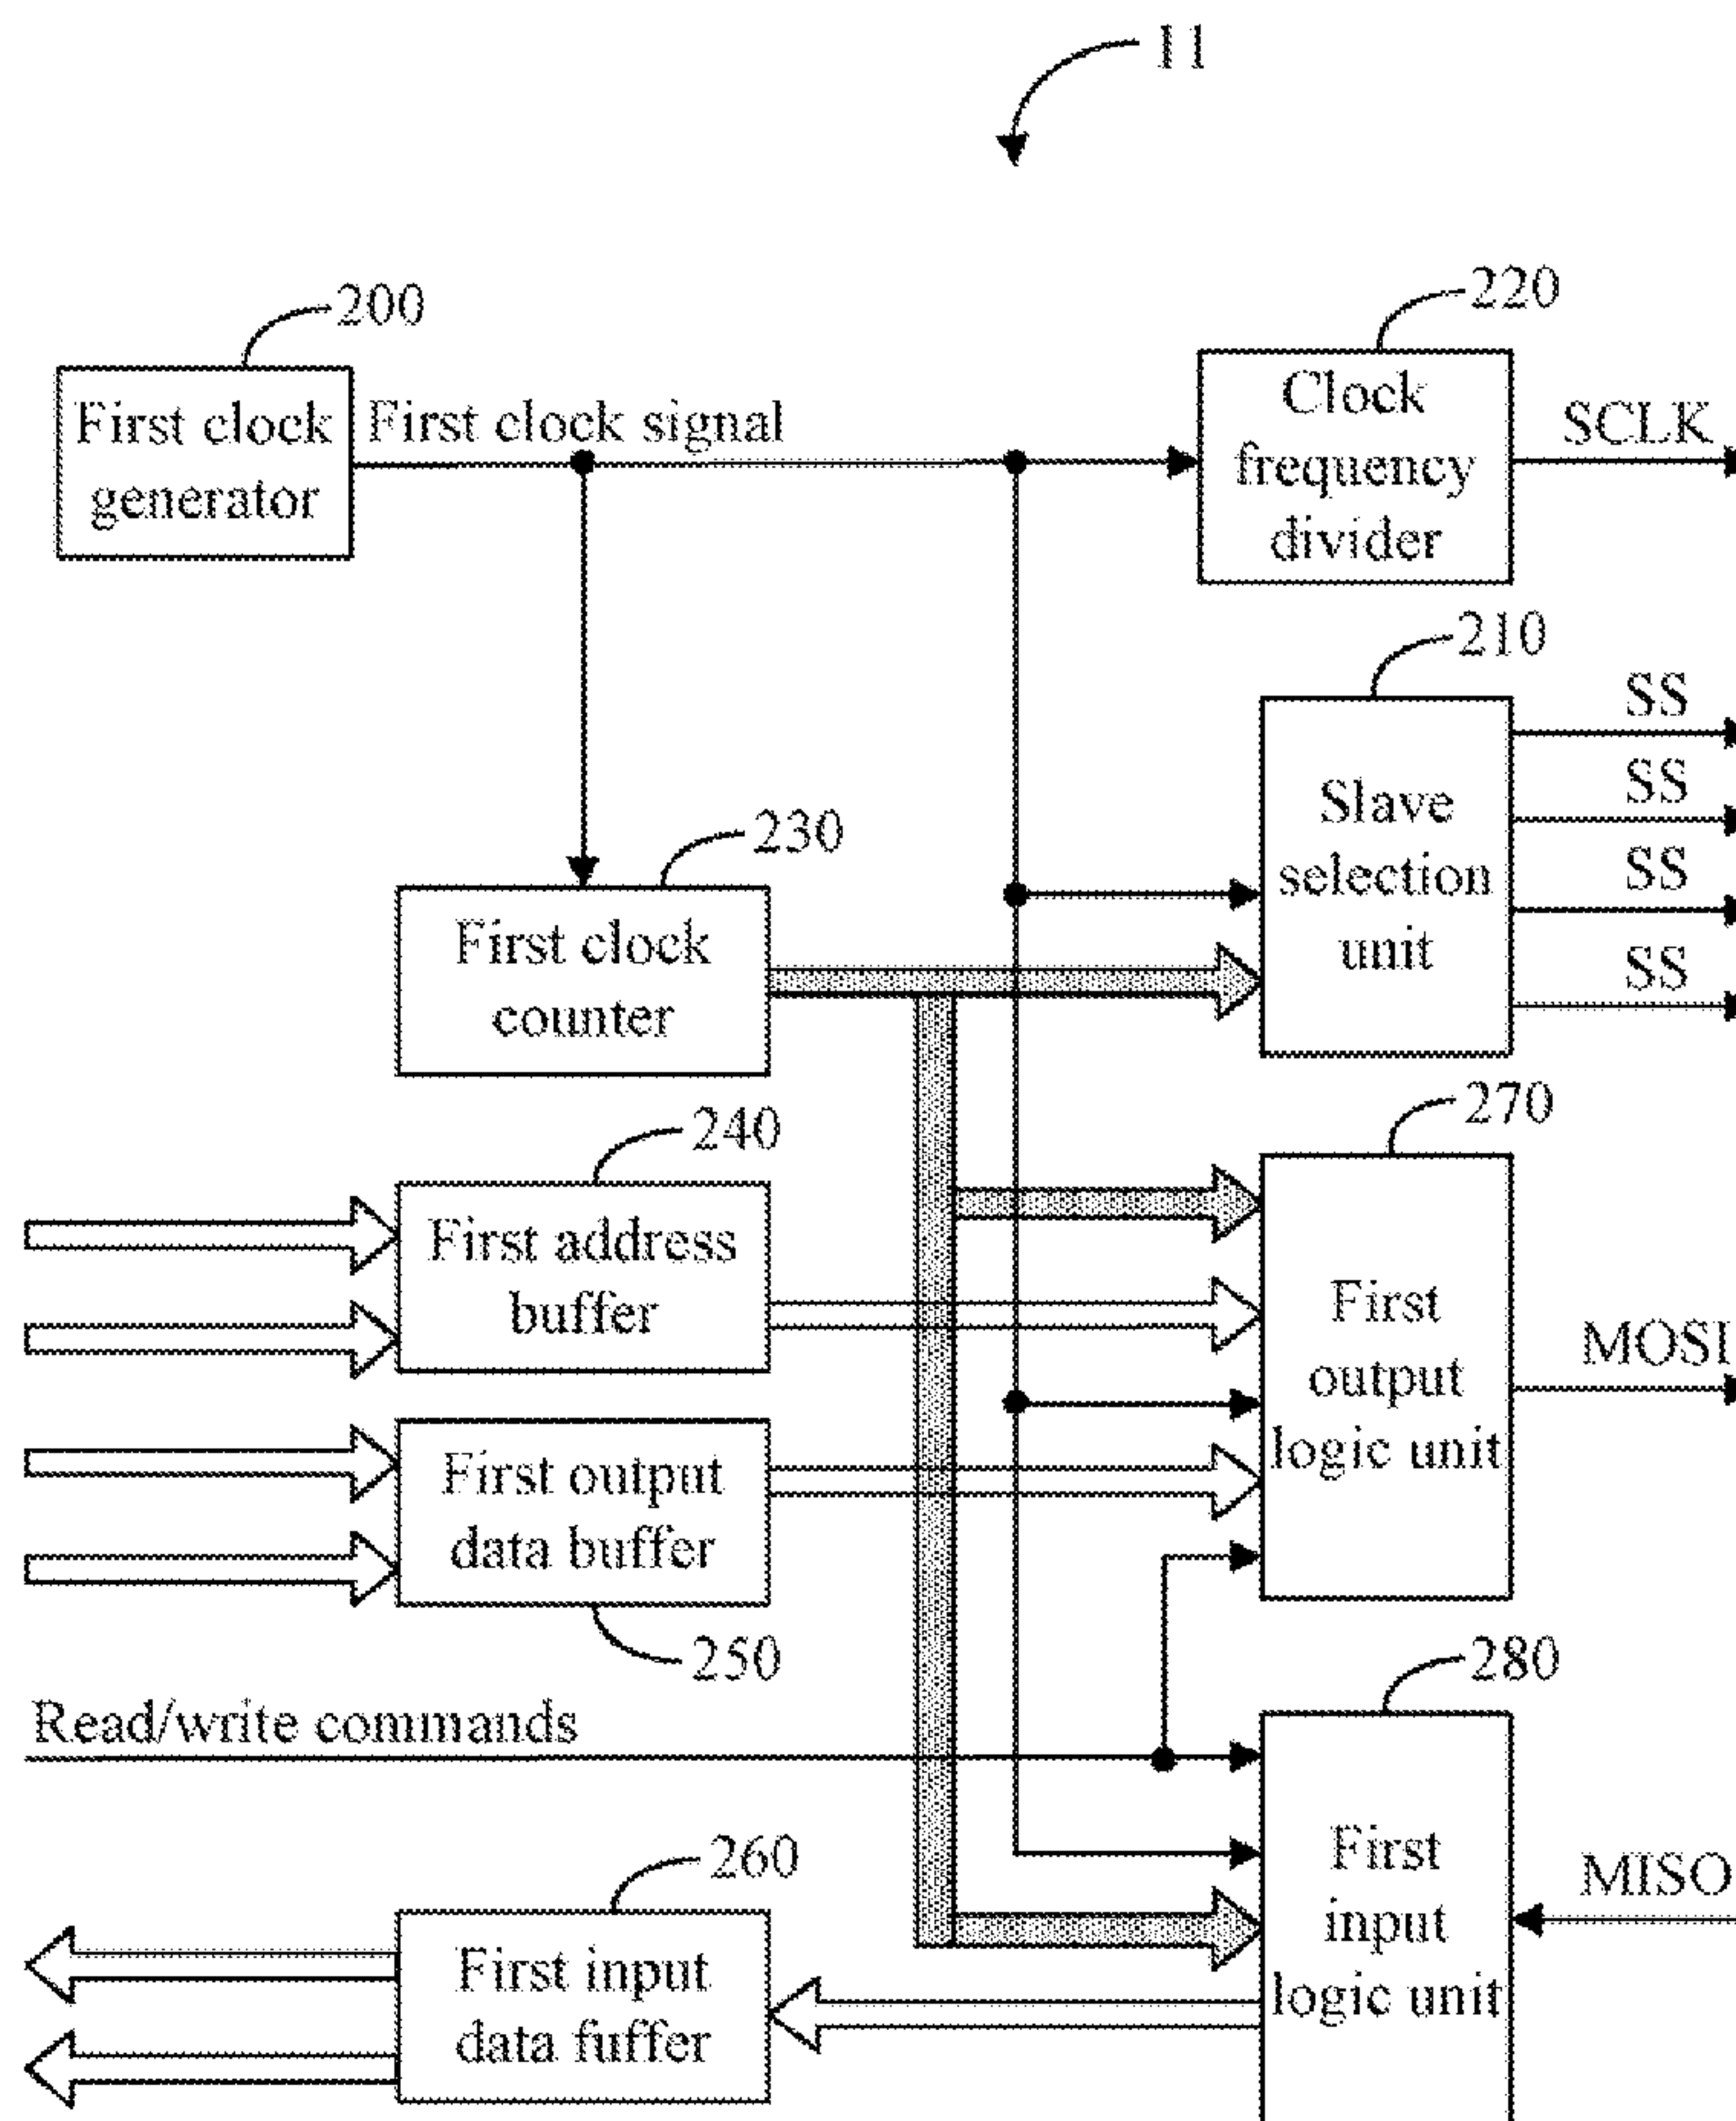 11
200
220
First clock
generator
First clock signal
Clock
frequency
divider
SCLK
210
SS
SS
SS
SS
Slave
selection
unit
230
First clock
counter
240
First address
buffer
270
First
output
logic unit
MOSI
First output
data buffer
250
Read/write commands
280
First
input
logic unit
MISO
260
First input
data fuffer